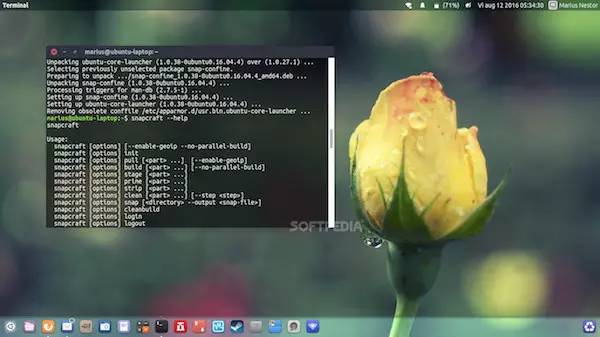 Terminal
(71%)
Vi aug 12 2016 05:34:30
Marius Nestor
marius@ubuntu-laptop: ~
Unpacking ubuntu-core-launcher (1.0.38-0ubuntu0.16.04.4) over (1.0.27.1) ...
Selecting previously unselected package snap-confine.
Preparing to unpack .../snap-confine_1.0.38-0ubuntu0.16.04.4_amd64.deb ...
Unpacking snap-confine (1.0.38-0ubuntu0.16.04.4) ...
Processing triggers for man-db (2.7.5-1) ...
Setting up snap-confine (1.0.38-0ubuntu0.16.04.4) ...
Setting up ubuntu-core-launcher (1.0.38-0ubuntu0.16.04.4) ...
Removing obsolete conffile /etc/apparmor.d/usr.bin.ubuntu-core-launcher ...
marius@ubuntu-laptop:~$ snapcraft --help
snapcraft
Usage:
snapcraft [options] [--enable-geoip --no-parallel-build]
snapcraft [options] init
snapcraft [options] pull [<part> ...] [--enable-geoip]
snapcraft [options] build [<part> ...] [--no-parallel-build]
snapcraft [options] stage [<part> ...]
snapcraft [options] prime [<part> ...]
snapcraft [options] strip [<part> ...]
snapcraft [options] clean [<part> ...] [--step <step>]
snapcraft [options] snap [<directory> --output <snap-file>]
snapcraft [options] cleanbuild
snapcraft [options] login
snapcraft [options] logout
SOFTPEDIA